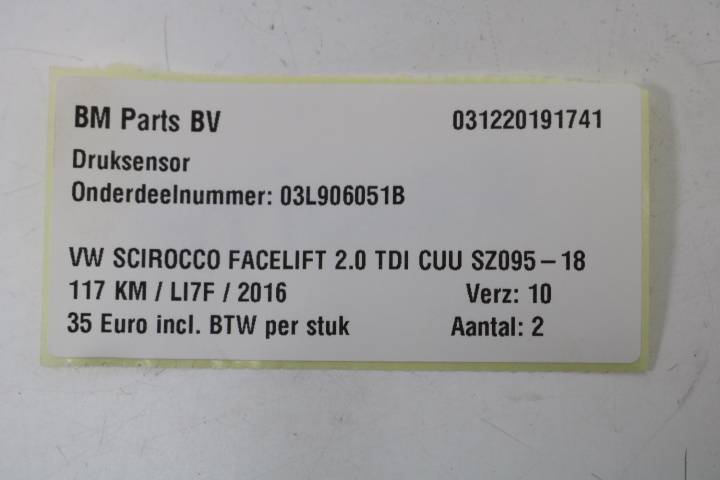 BM Parts BV 031220191741
Druksensor
Onderdeelnummer: 03L906051B
VW SCIROCCO FACELIFT 2.0 TDI CUU SZ095-18
117 KM / LI7F / 2016 Verz: 10
35 Euro incl. BTW per stuk Aantal: 2